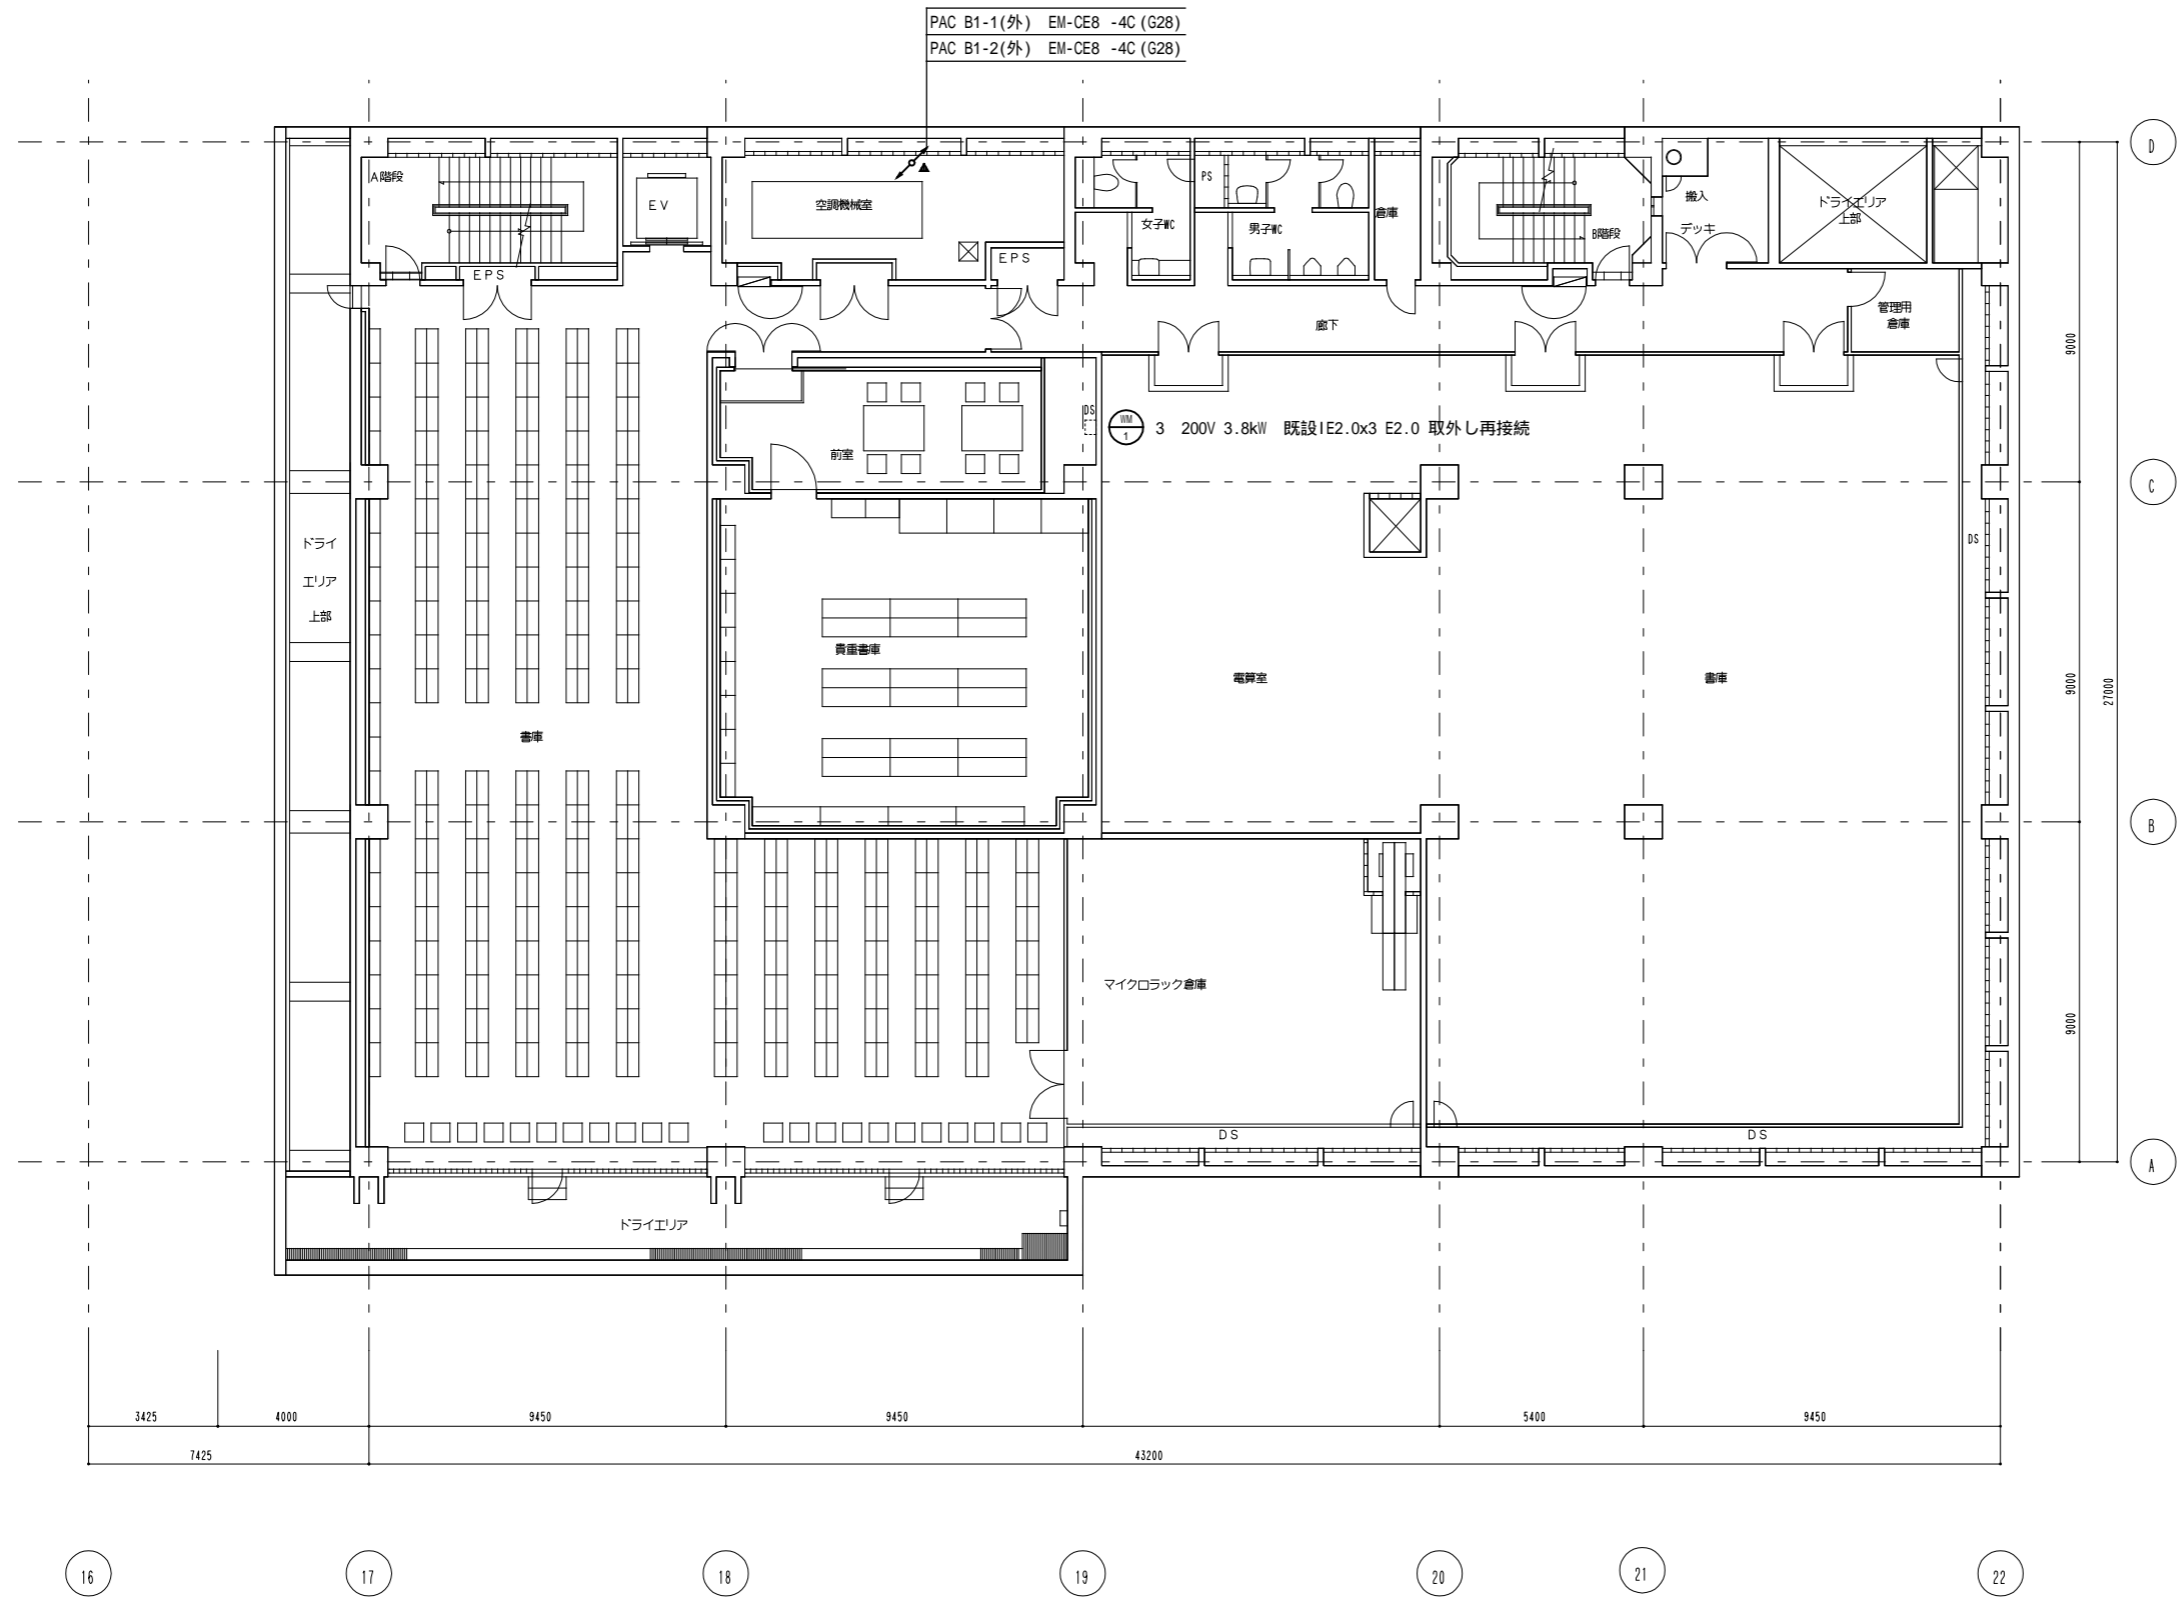 PAC B1-1(外) EM-CE8 -4C (G28)
PAC B1-2(外) EM-CE8 -4C (G28)
D
A階段
EV
空調機械室
PS
女子WC
男子WC
倉庫
B階段
搬入
デッキ
ドライエリア
上部
EPS
EPS
廊下
管理用
倉庫
9000
DS
WM
1
3 200V 3.8kW 既設IE2.0x3 E2.0 取外し再接続
前室
C
ドライ
エリア
上部
DS
貴重書庫
電算室
書庫
9000
27000
書庫
B
マイクロラック倉庫
9000
DS
DS
A
ドライエリア
3425
4000
9450
9450
5400
9450
7425
43200
16
17
18
19
20
21
22